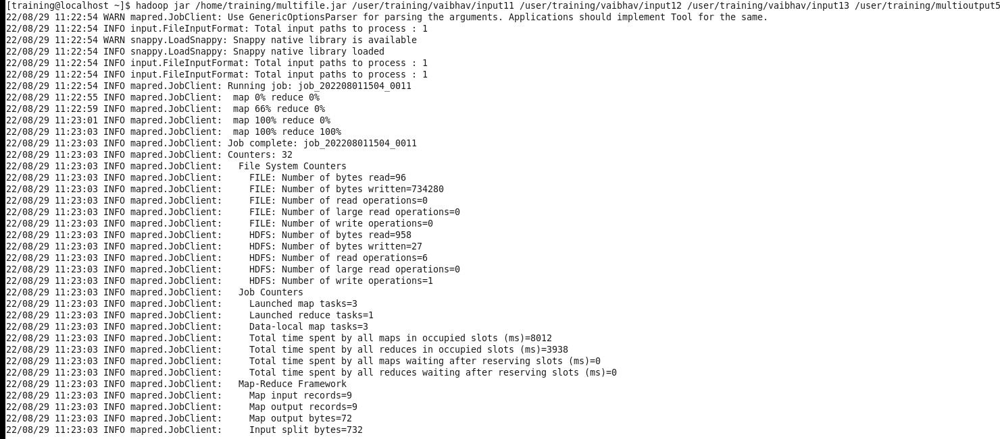 [training@localhost ~]$ hadoop jar /home/training/multifile.jar /user/training/vaibhav/input11 /user/training/vaibhav/input12 /user/training/vaibhav/input13 /user/training/multioutput5
22/08/29 11:22:54 WARN mapred.JobClient: Use GenericOptionsParser for parsing the arguments. Applications should implement Tool for the same.
22/08/29 11:22:54 INFO input.FileInputFormat: Total input paths to process : 1
22/08/29 11:22:54 WARN snappy.LoadSnappy: Snappy native library is available
22/08/29 11:22:54 INFO snappy.LoadSnappy: Snappy native library loaded
22/08/29 11:22:54 INFO input.FileInputFormat: Total input paths to process : 1
22/08/29 11:22:54 INFO input.FileInputFormat: Total input paths to process : 1
22/08/29 11:22:54 INFO mapred.JobClient: Running job: job_202208011504_0011
22/08/29 11:22:55 INFO mapred.JobClient:  map 0% reduce 0%
22/08/29 11:22:59 INFO mapred.JobClient:  map 66% reduce 0%
22/08/29 11:23:01 INFO mapred.JobClient:  map 100% reduce 0%
22/08/29 11:23:03 INFO mapred.JobClient:  map 100% reduce 100%
22/08/29 11:23:03 INFO mapred.JobClient: Job complete: job_202208011504_0011
22/08/29 11:23:03 INFO mapred.JobClient: Counters: 32
22/08/29 11:23:03 INFO mapred.JobClient:   File System Counters
22/08/29 11:23:03 INFO mapred.JobClient:     FILE: Number of bytes read=96
22/08/29 11:23:03 INFO mapred.JobClient:     FILE: Number of bytes written=734280
22/08/29 11:23:03 INFO mapred.JobClient:     FILE: Number of read operations=0
22/08/29 11:23:03 INFO mapred.JobClient:     FILE: Number of large read operations=0
22/08/29 11:23:03 INFO mapred.JobClient:     FILE: Number of write operations=0
22/08/29 11:23:03 INFO mapred.JobClient:     HDFS: Number of bytes read=958
22/08/29 11:23:03 INFO mapred.JobClient:     HDFS: Number of bytes written=27
22/08/29 11:23:03 INFO mapred.JobClient:     HDFS: Number of read operations=6
22/08/29 11:23:03 INFO mapred.JobClient:     HDFS: Number of large read operations=0
22/08/29 11:23:03 INFO mapred.JobClient:     HDFS: Number of write operations=1
22/08/29 11:23:03 INFO mapred.JobClient:   Job Counters
22/08/29 11:23:03 INFO mapred.JobClient:     Launched map tasks=3
22/08/29 11:23:03 INFO mapred.JobClient:     Launched reduce tasks=1
22/08/29 11:23:03 INFO mapred.JobClient:     Data-local map tasks=3
22/08/29 11:23:03 INFO mapred.JobClient:     Total time spent by all maps in occupied slots (ms)=8012
22/08/29 11:23:03 INFO mapred.JobClient:     Total time spent by all reduces in occupied slots (ms)=3938
22/08/29 11:23:03 INFO mapred.JobClient:     Total time spent by all maps waiting after reserving slots (ms)=0
22/08/29 11:23:03 INFO mapred.JobClient:     Total time spent by all reduces waiting after reserving slots (ms)=0
22/08/29 11:23:03 INFO mapred.JobClient:   Map-Reduce Framework
22/08/29 11:23:03 INFO mapred.JobClient:     Map input records=9
22/08/29 11:23:03 INFO mapred.JobClient:     Map output records=9
22/08/29 11:23:03 INFO mapred.JobClient:     Map output bytes=72
22/08/29 11:23:03 INFO mapred.JobClient:     Input split bytes=732